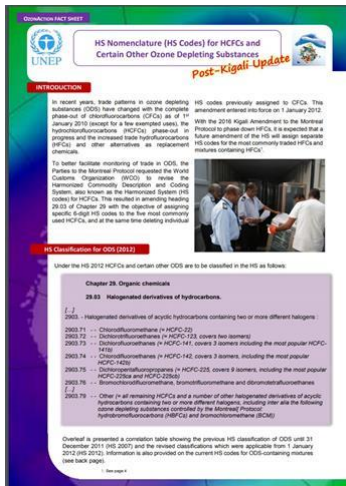 OZONACTION FACT SHEET
UNEP
HS Nomenclature (HS Codes) for HCFCs and
Certain Other Ozone Depleting Substances
Post-Kigali Update
INTRODUCTION
In recent years, trade patterns in ozone depleting
substances (ODS) have changed with the complete
phase-out of chlorofluorocarbons (CFCs) as of 1st
January 2010 (except for a few exempted uses), the
hydrochlorofluorocarbons (HCFCs) phase-out in
progress and the increased trade hydrofluorocarbons
(HFCs) and other alternatives as replacement
chemicals.
To better facilitate monitoring of trade in ODS, the
Parties to the Montreal Protocol requested the World
Customs Organization (WCO) to revise the
Harmonized Commodity Description and Coding
System, also known as the Harmonized System (HS
codes) for HCFCs. This resulted in amending heading
29.03 of Chapter 29 with the objective of assigning
specific 6-digit HS codes to the five most commonly
used HCFCs, and at the same time deleting individual
HS codes previously assigned to CFCs. This
amendment entered into force on 1 January 2012.
With the 2016 Kigali Amendment to the Montreal
Protocol to phase down HFCs, it is expected that a
future amendment of the HS will assign separate
HS codes for the most commonly traded HFCs and
mixtures containing HFCs¹.
HS Classification for ODS (2012)
Under the HS 2012 HCFCs and certain other ODS are to be classified in the HS as follows:
Chapter 29. Organic chemicals
29.03 Halogenated derivatives of hydrocarbons.
[...]
2903. - Halogenated derivatives of acyclic hydrocarbons containing two or more different halogens :
2903.71 - - Chlorodifluoromethane (= HCFC-22)
2903.72 - - Dichlorotrifluoroethanes (= HCFC-123, covers two isomers)
2903.73 - - Dichlorofluoroethanes (= HCFC-141, covers 3 isomers including the most popular HCFC-
141b)
2903.74 - - Chlorodifluoroethanes (= HCFC-142, covers 3 isomers, including the most popular
HCFC-142b)
2903.75 - - Dichloropentafluoropropanes (= HCFC-225, covers 9 isomers, including the most popular
HCFC-225ca and HCFC-225cb)
2903.76 - - Bromochlorodifluoromethane, bromotrifluoromethane and dibromotetrafluoroethanes
[...]
2903.79 - - Other (= all remaining HCFCs and a number of other halogenated derivatives of acyclic
hydrocarbons containing two or more different halogens, including inter alia the following
ozone depleting substances controlled by the Montreal Protocol:
hydrobromofluorocarbons (HBFCs) and bromochloromethane (BCM))
Overleaf is presented a correlation table showing the previous HS classification of ODS until 31
December 2011 (HS 2007) and the revised classifications which were applicable from 1 January
2012 (HS 2012). Information is also provided on the current HS codes for ODS-containing mixtures
(see back page).
¹ See page 4